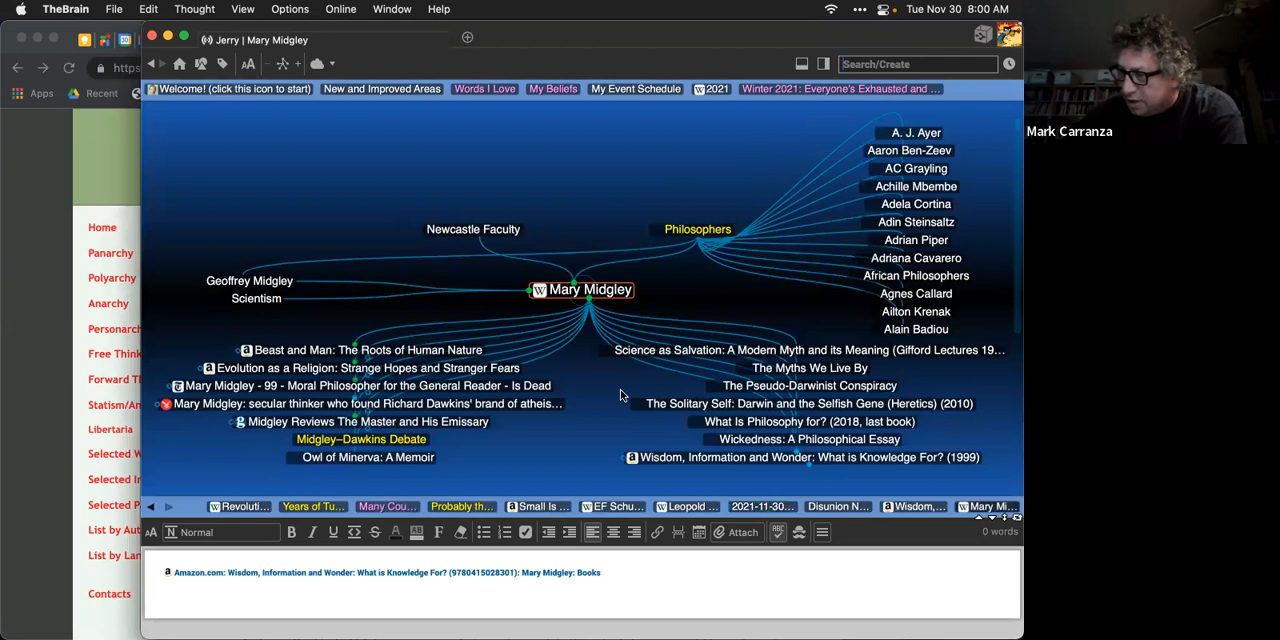 TheBrain File Edit Thought View Options Online Window Help Tue Nov 30 8:00 AM
Jerry | Mary Midgley
https
Apps Recent
AA Search/Create
Welcome! (click this icon to start) New and Improved Areas Words I Love My Beliefs My Event Schedule W 2021 Winter 2021: Everyone's Exhausted and ...
Mark Carranza
A. J. Ayer
Aaron Ben-Zeev
AC Grayling
Achille Mbembe
Adela Cortina
Adin Steinsaltz
Newcastle Faculty Philosophers
Home
Adrian Piper
Panarchy
Adriana Cavarero
Polyarchy
African Philosophers
Geoffrey Midgley
W Mary Midgley
Agnes Callard
Scientism
Anarchy
Ailton Krenak
Personarch
Alain Badiou
a Beast and Man: The Roots of Human Nature
Science as Salvation: A Modern Myth and its Meaning (Gifford Lectures 19...
Free Think
a Evolution as a Religion: Strange Hopes and Stranger Fears
The Myths We Live By
Forward T
Mary Midgley - 99 - Moral Philosopher for the General Reader - Is Dead
The Pseudo-Darwinist Conspiracy
Statism/An
Mary Midgley: secular thinker who found Richard Dawkins' brand of atheis...
The Solitary Self: Darwin and the Selfish Gene (Heretics) (2010)
Libertaria
g Midgley Reviews The Master and His Emissary
What Is Philosophy for? (2018, last book)
Midgley–Dawkins Debate
Wickedness: A Philosophical Essay
Selected W
Owl of Minerva: A Memoir
a Wisdom, Information and Wonder: What is Knowledge For? (1999)
Selected In
Selected P
W Revoluti... Years of Tu... Many Cou... Probably th... a Small Is ... W EF Schu... W Leopold ... 2021-11-30... Disunion N... a Wisdom,... W Mary Mi...
List by Aut
AA N Normal B I U S A F Attach ABC 0 words
List by Lan
a Amazon.com: Wisdom, Information and Wonder: What is Knowledge For? (9780415028301): Mary Midgley: Books
Contacts